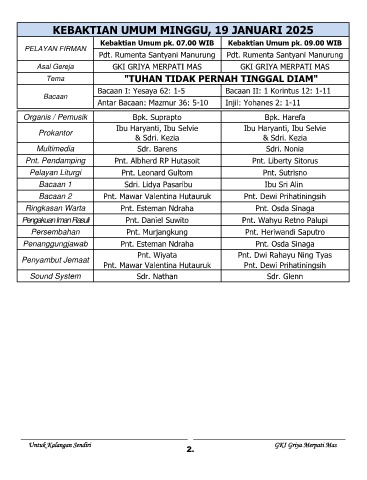 KEBAKTIAN UMUM MINGGU, 19 JANUARI 2025
PELAYAN FIRMAN
Kebaktian Umum pk. 07.00 WIB
Kebaktian Umum pk. 09.00 WIB
Pdt. Rumenta Santyani Manurung
Pdt. Rumenta Santyani Manurung
Asal Gereja
GKI GRIYA MERPATI MAS
GKI GRIYA MERPATI MAS
Tema
"TUHAN TIDAK PERNAH TINGGAL DIAM"
Bacaan
Bacaan I: Yesaya 62: 1-5
Bacaan II: 1 Korintus 12: 1-11
Antar Bacaan: Mazmur 36: 5-10
Injil: Yohanes 2: 1-11
Organis / Pemusik
Bpk. Suprapto
Bpk. Harefa
Prokantor
Ibu Haryanti, Ibu Selvie
& Sdri. Kezia
Ibu Haryanti, Ibu Selvie
& Sdri. Kezia
Multimedia
Sdr. Barens
Sdri. Nonia
Pnt. Pendamping
Pnt. Albherd RP Hutasoit
Pnt. Liberty Sitorus
Pelayan Liturgi
Pnt. Leonard Gultom
Pnt. Sutrisno
Bacaan 1
Sdri. Lidya Pasaribu
Ibu Sri Alin
Bacaan 2
Pnt. Mawar Valentina Hutauruk
Pnt. Dewi Prihatiningsih
Ringkasan Warta
Pnt. Esteman Ndraha
Pnt. Osda Sinaga
Pengakuan Iman Rasuli
Pnt. Daniel Suwito
Pnt. Wahyu Retno Palupi
Persembahan
Pnt. Murjangkung
Pnt. Heriwandi Saputro
Penanggungjawab
Pnt. Esteman Ndraha
Pnt. Osda Sinaga
Penyambut Jemaat
Pnt. Wiyata
Pnt. Mawar Valentina Hutauruk
Pnt. Dwi Rahayu Ning Tyas
Pnt. Dewi Prihatiningsih
Sound System
Sdr. Nathan
Sdr. Glenn
Untuk Kalangan Sendiri
2.
GKI Griya Merpati Mas